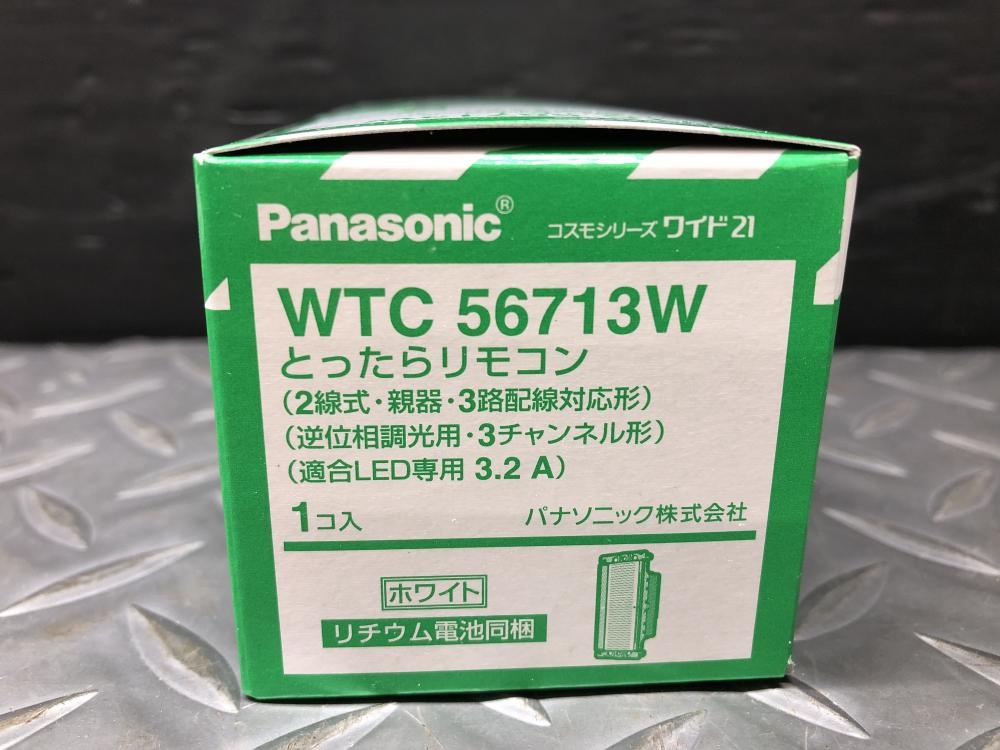 Panasonic® コスモシリーズ ワイド21
WTC 56713W
とったらリモコン
(2線式・親器・3路配線対応形)
(逆位相調光用・3チャンネル形)
(適合LED専用 3.2 A)
1コ入 パナソニック株式会社
ホワイト
リチウム電池同梱